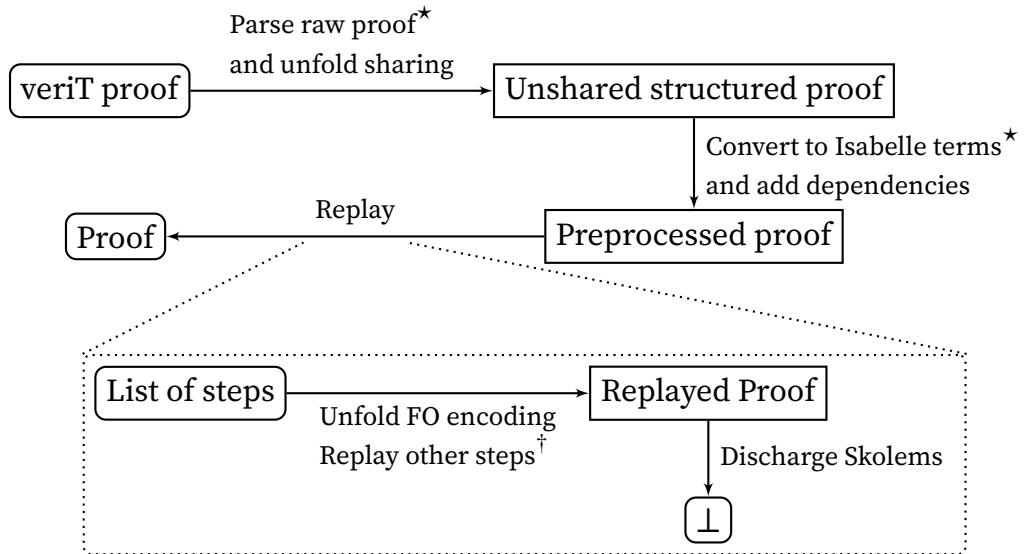 Parse raw proof★
and unfold sharing
veriT proof
Unshared structured proof
Convert to Isabelle terms★
and add dependencies
Replay
Proof
Preprocessed proof
List of steps
Replayed Proof
Unfold FO encoding
Replay other steps†
Discharge Skolems
⊥